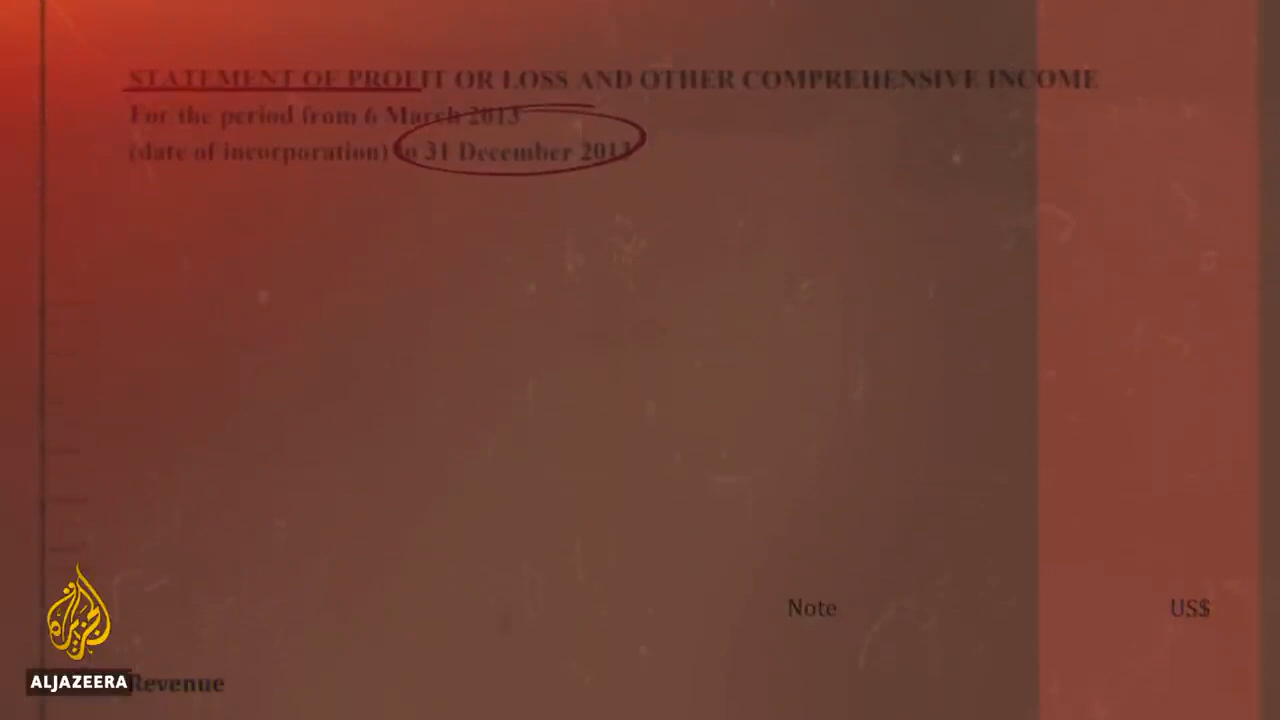 STATEMENT OF PROFIT OR LOSS AND OTHER COMPREHENSIVE INCOME
For the period from 6 March 2013
(date of incorporation) to 31 December 2013
Note US$
الجزيرة
ALJAZEERA
Revenue